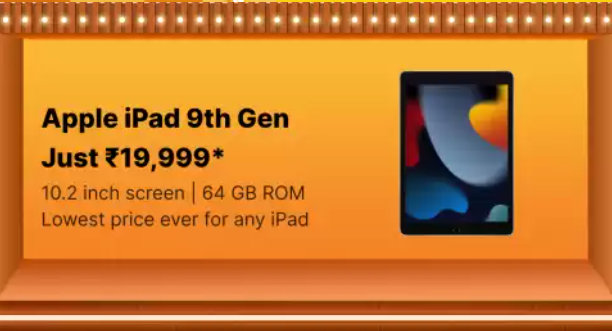 Apple iPad 9th Gen
Just ₹19,999*
10.2 inch screen | 64 GB ROM
Lowest price ever for any iPad